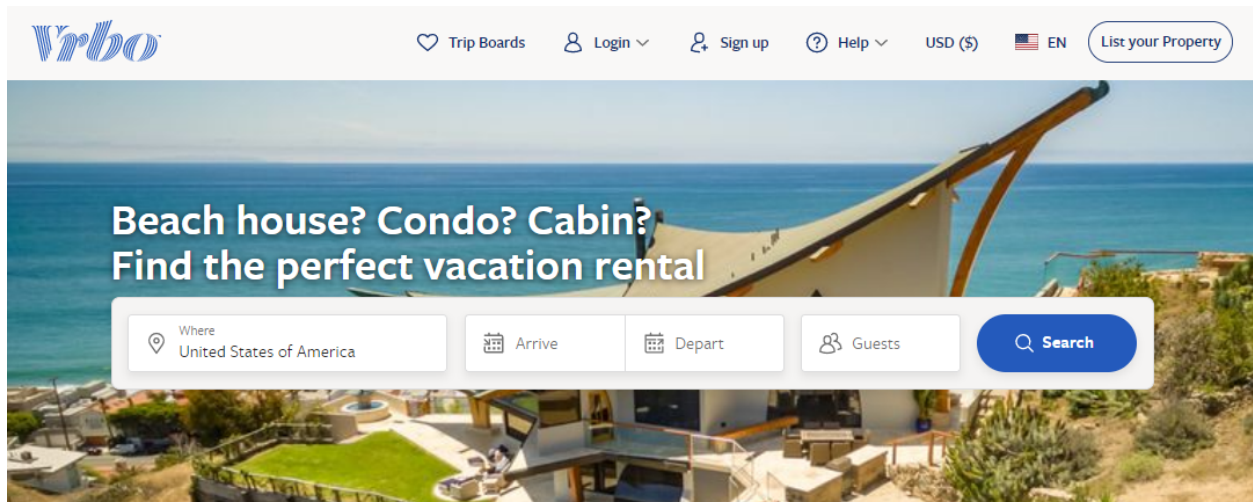 Vrbo
Trip Boards
Login
Sign up
Help
USD ($)
EN
List your Property
Beach house? Condo? Cabin?
Find the perfect vacation rental
Where
United States of America
Arrive
Depart
Guests
Search